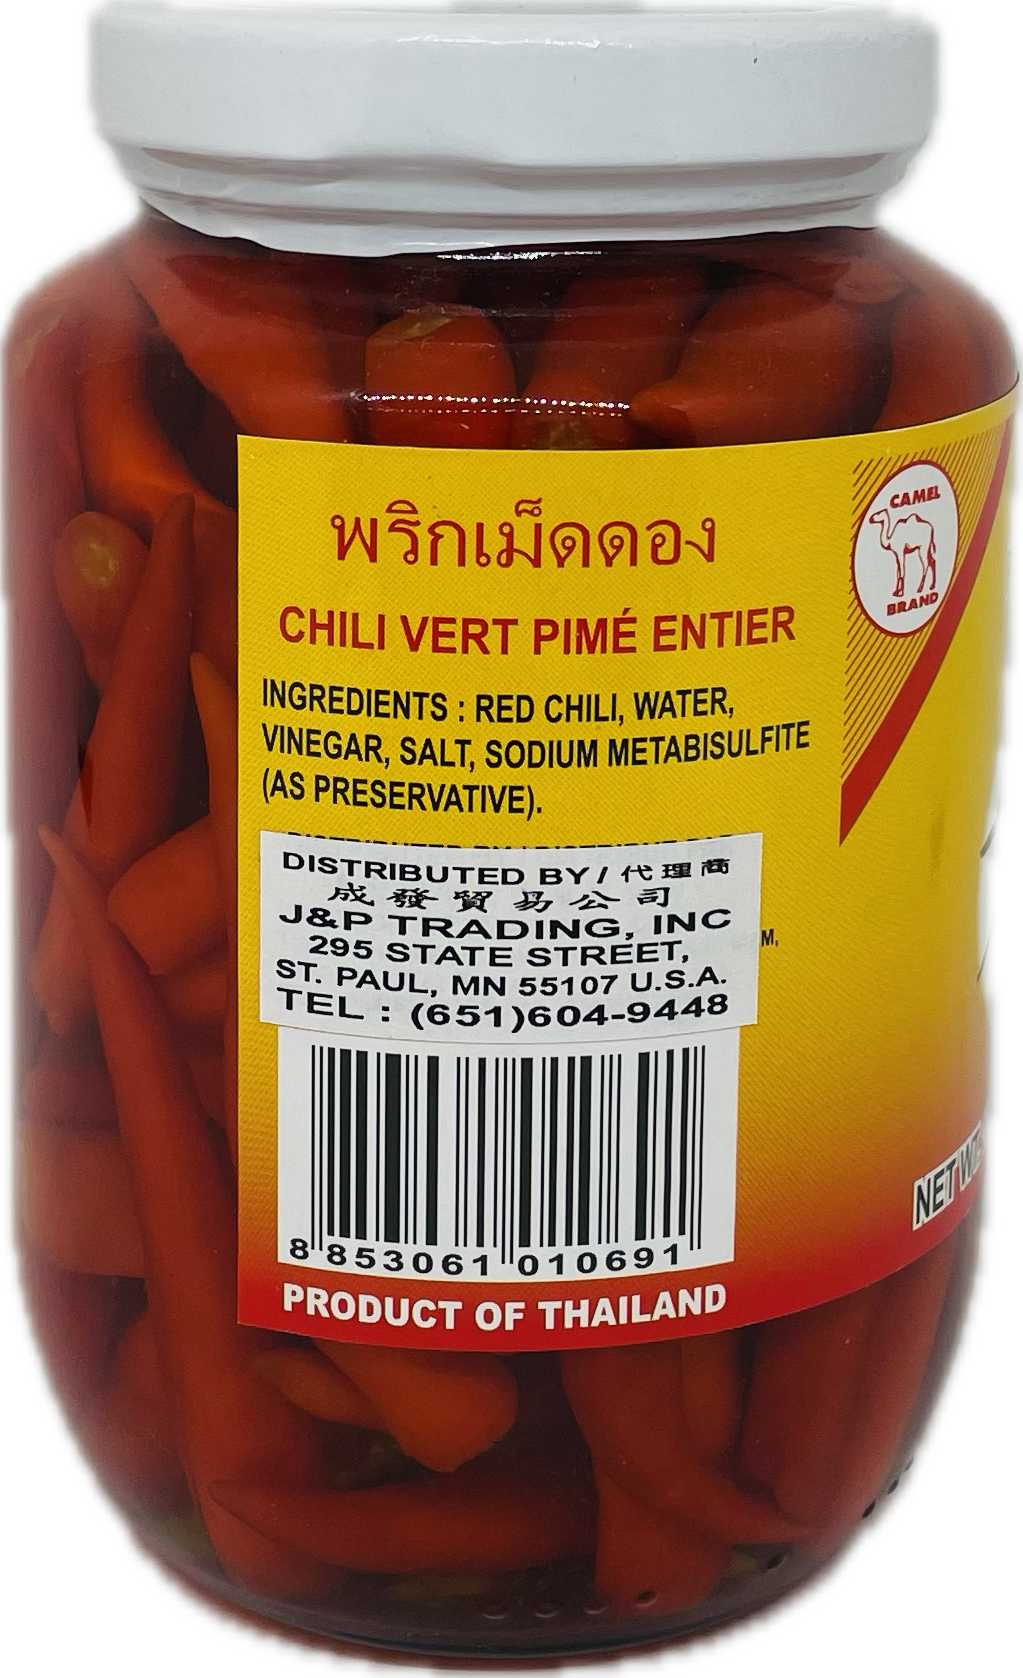 พริกเม็ดดอง
CAMEL
BRAND
CHILI VERT PIMÉ ENTIER
INGREDIENTS : RED CHILI, WATER,
VINEGAR, SALT, SODIUM METABISULFITE
(AS PRESERVATIVE).
DISTRIBUTED BY / 代理商
成發貿易公司
J&P TRADING, INC
295 STATE STREET,
ST. PAUL, MN 55107 U.S.A.
TEL : (651)604-9448
M,
8 853061 010691
NET WT
PRODUCT OF THAILAND